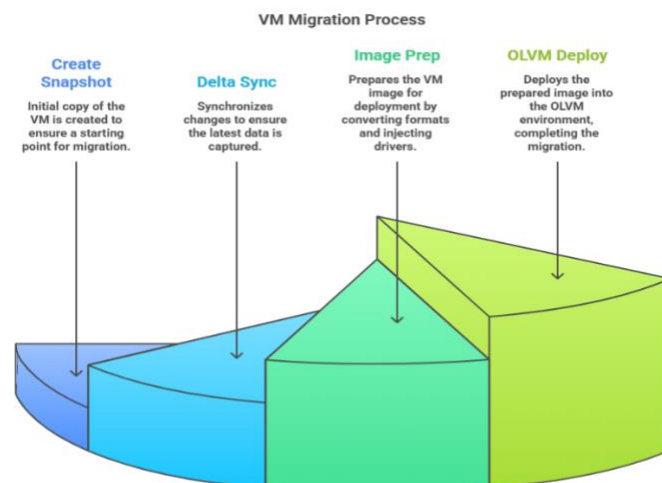 VM Migration Process
Create
Snapshot
Initial copy of the
VM is created to
ensure a starting
point for migration.
Delta Sync
Synchronizes
changes to ensure
the latest data is
captured.
Image Prep
Prepares the VM
image for
deployment by
converting formats
and injecting
drivers.
OLVM Deploy
Deploys the
prepared image into
the OLVM
environment,
completing the
migration.